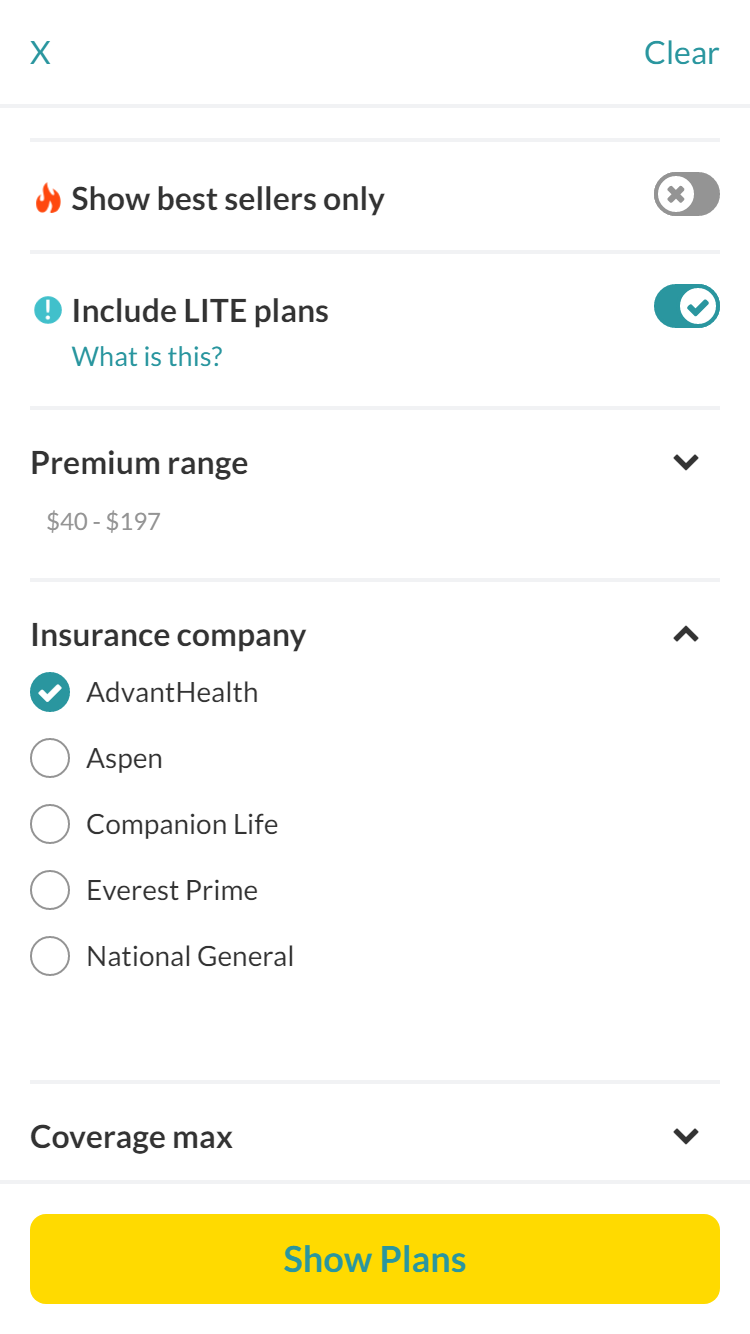 X
Clear
Show best sellers only
Include LITE plans
What is this?
Premium range
$40 - $197
Insurance company
AdvantHealth
Aspen
Companion Life
Everest Prime
National General
Coverage max
Show Plans